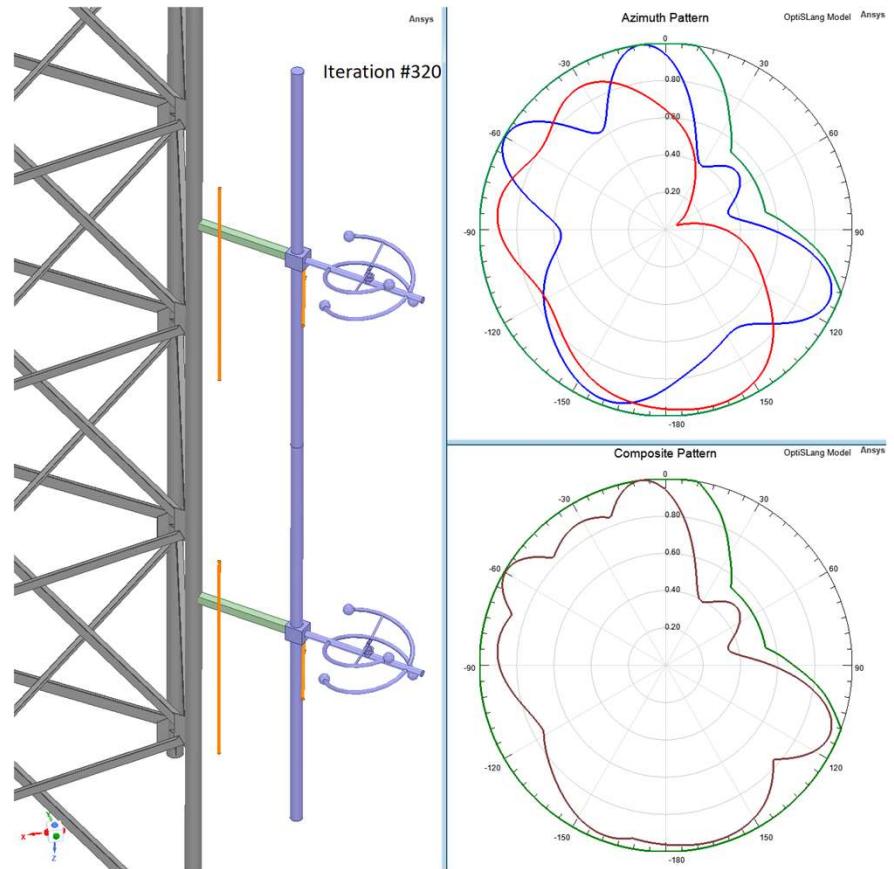 Ansys
Iteration #320
X
Y
Z
Azimuth Pattern
OptiSLang Model
Ansys
0
30
60
90
120
150
-180
-150
-120
-90
-60
-30
0.80
0.60
0.40
0.20
Composite Pattern
OptiSLang Model
Ansys
0
30
60
90
120
150
-180
-150
-120
-90
-60
-30
0.80
0.60
0.40
0.20